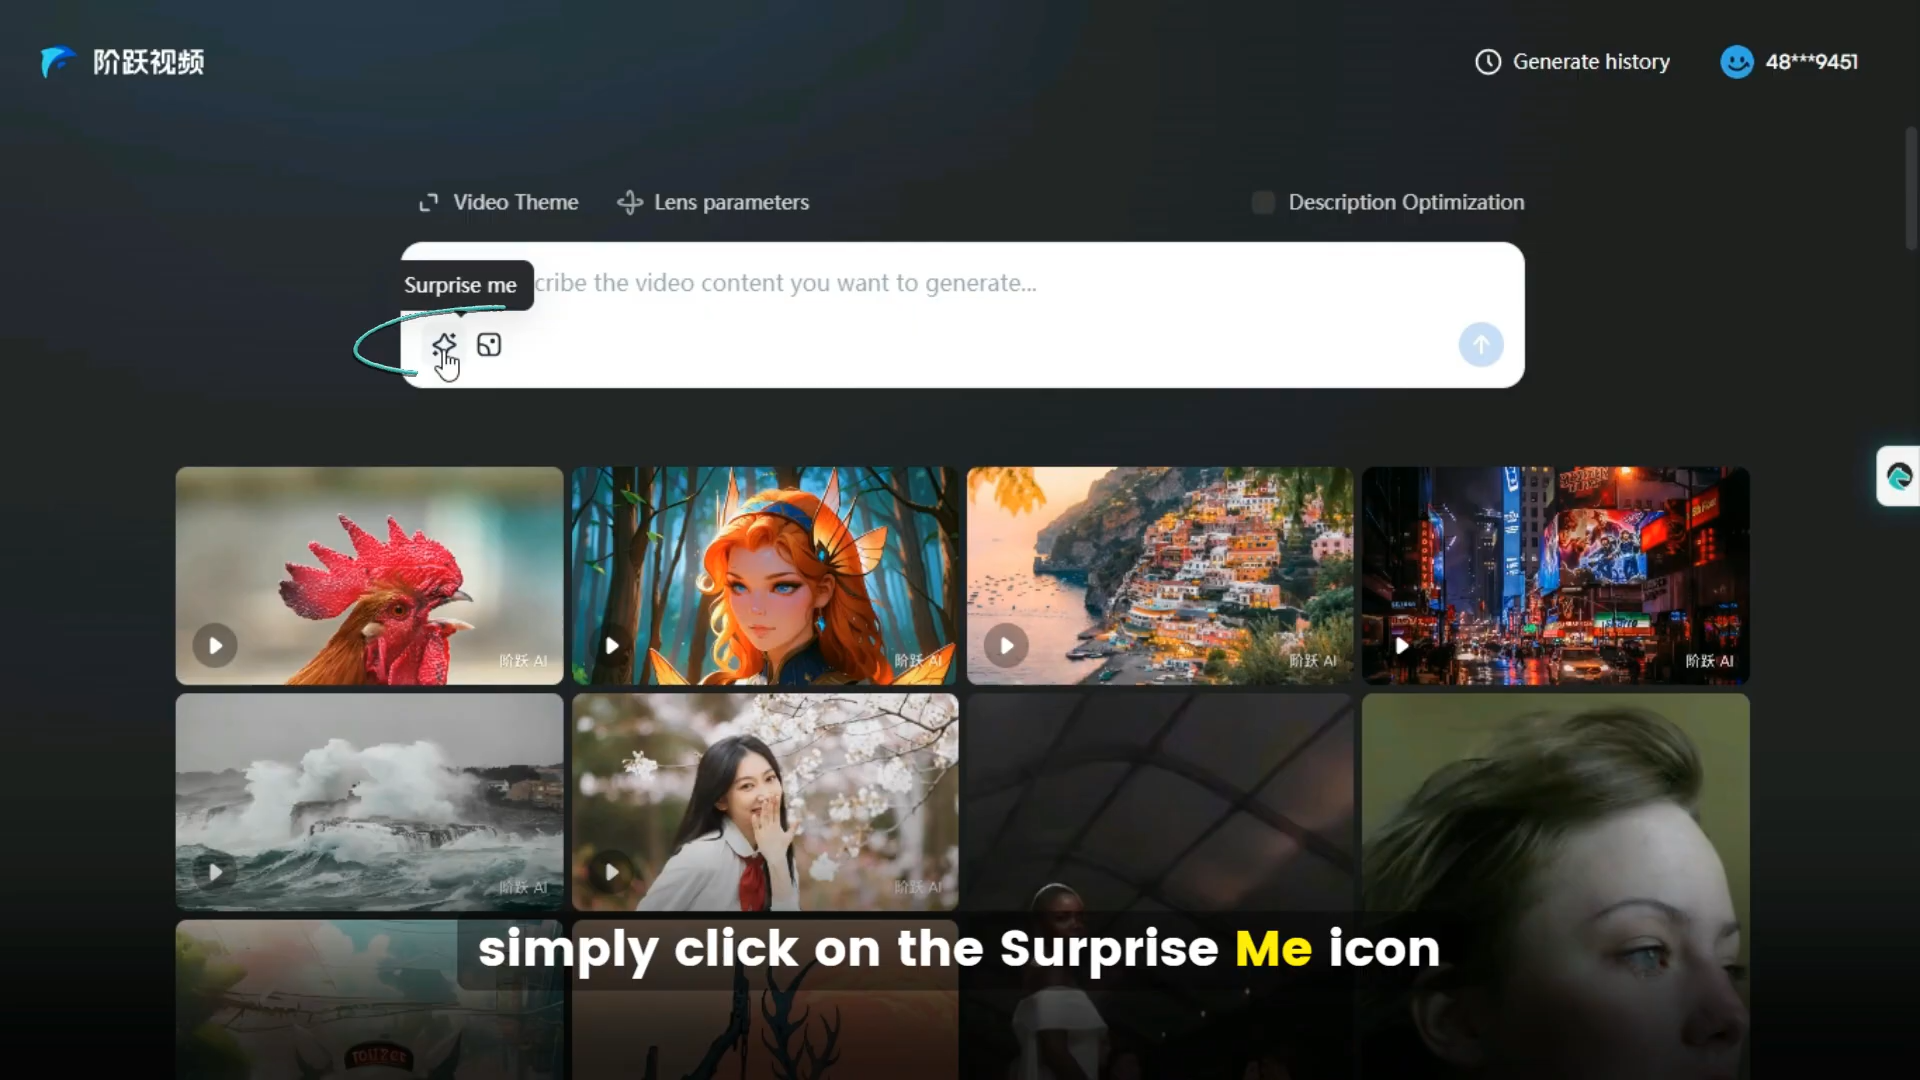 阶跃视频
Generate history
48***9451
Video Theme
Lens parameters
Description Optimization
Surprise me
cribe the video content you want to generate...
阶跃 AI
阶跃 AI
阶跃 AI
阶跃 AI
阶跃 AI
阶跃 AI
simply click on the Surprise Me icon